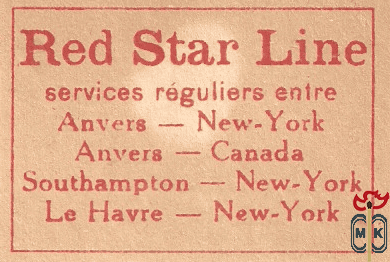 Red Star Line
services réguliers entre
Anvers — New-York
Anvers — Canada
Southampton — New-York
Le Havre — New-York
MK